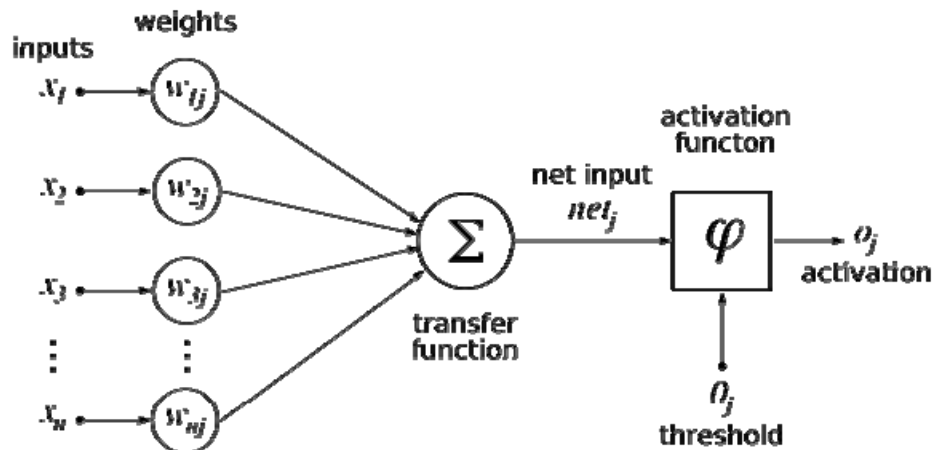 weights
inputs
x₁ w₁ⱼ
x₂ w₂ⱼ
x₃ w₃ⱼ
⋮ ⋮
xₙ wₙⱼ
Σ
transfer
function
net input
netⱼ
activation
functon
φ
oⱼ
activation
θⱼ
threshold